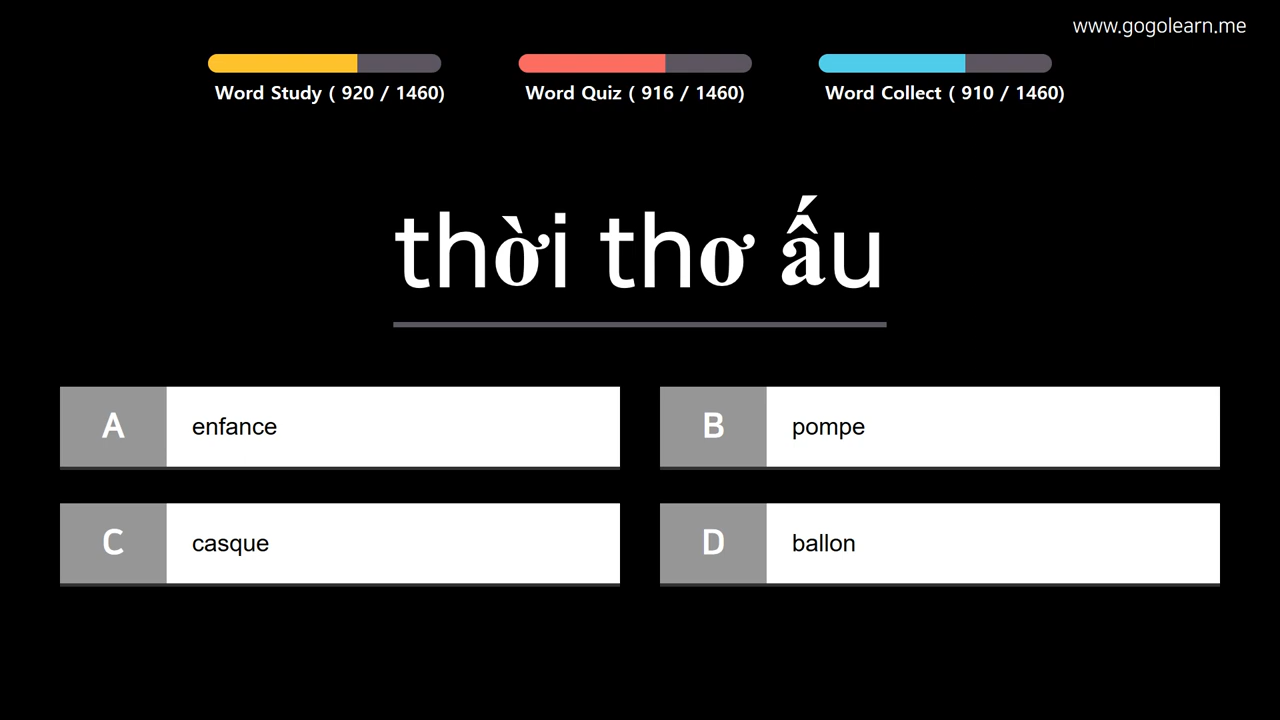 www.gogolearn.me
Word Study ( 920 / 1460)
Word Quiz ( 916 / 1460)
Word Collect ( 910 / 1460)
thời thơ ấu
A enfance
B pompe
C casque
D ballon